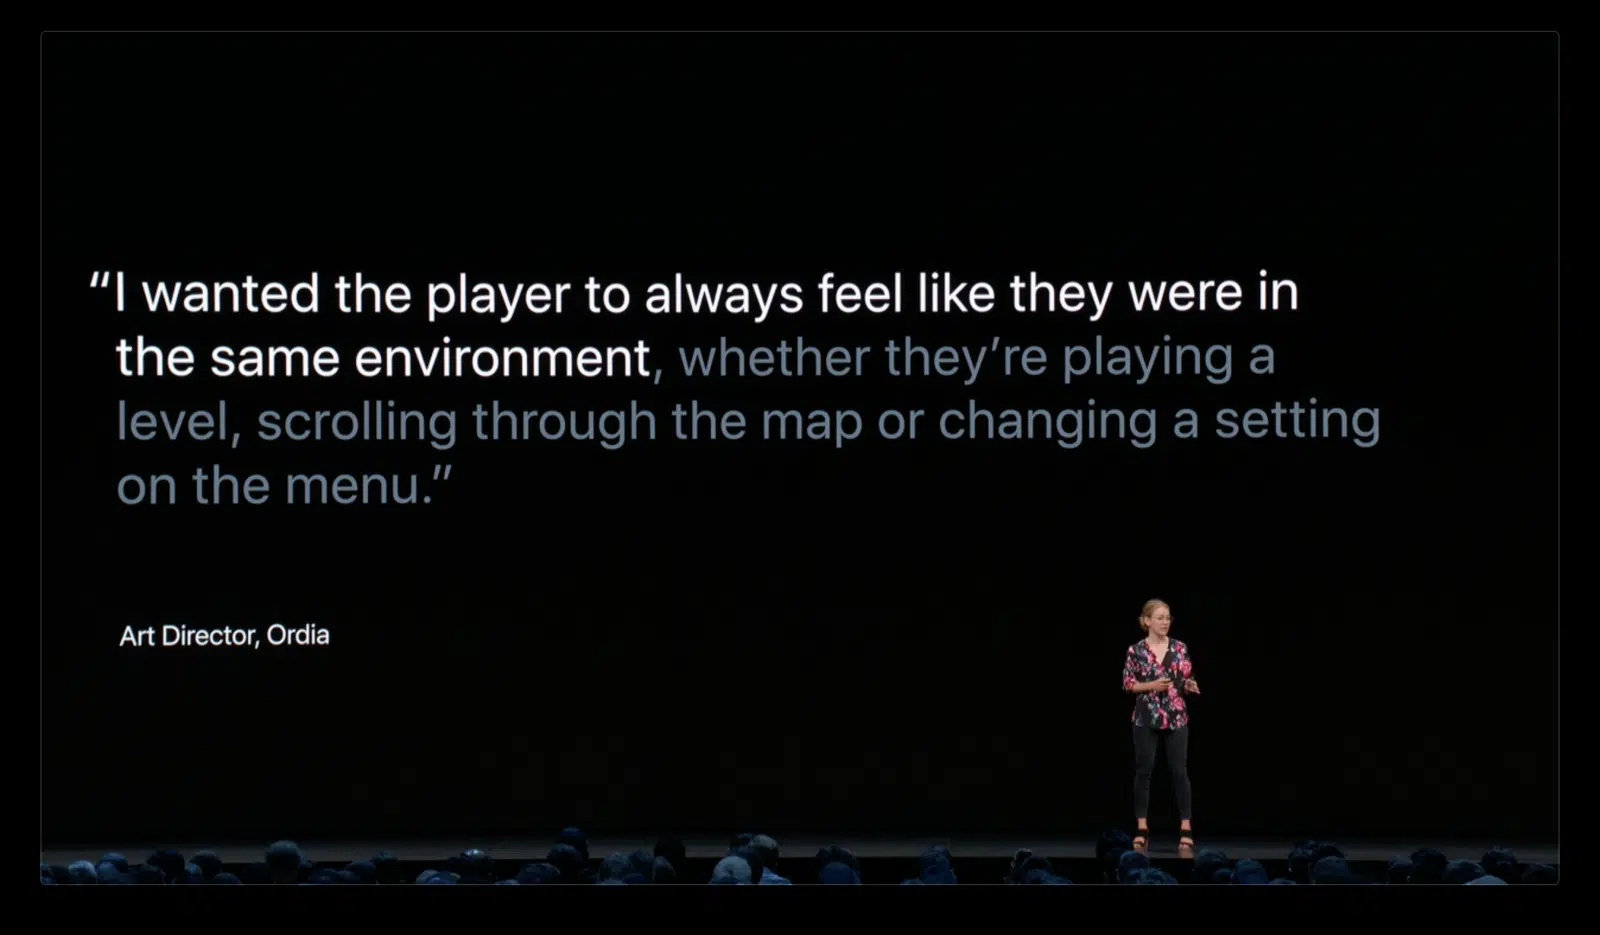 “I wanted the player to always feel like they were in
the same environment, whether they’re playing a
level, scrolling through the map or changing a setting
on the menu.”
Art Director, Ordia